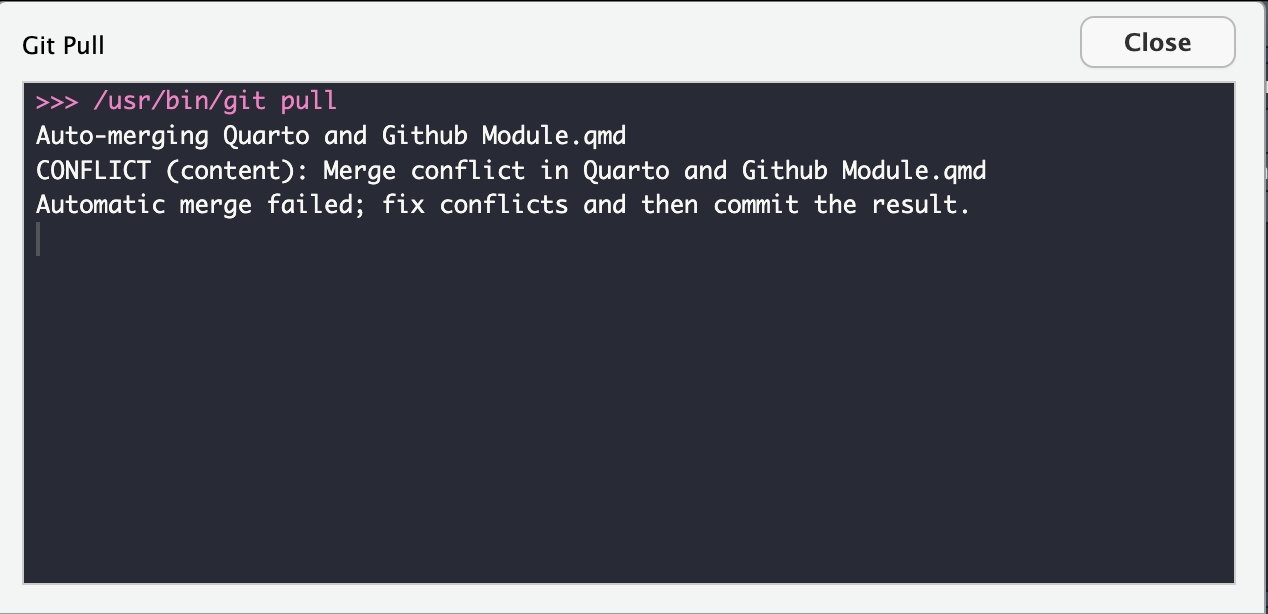 Git Pull
Close
>>> /usr/bin/git pull
Auto-merging Quarto and Github Module.qmd
CONFLICT (content): Merge conflict in Quarto and Github Module.qmd
Automatic merge failed; fix conflicts and then commit the result.